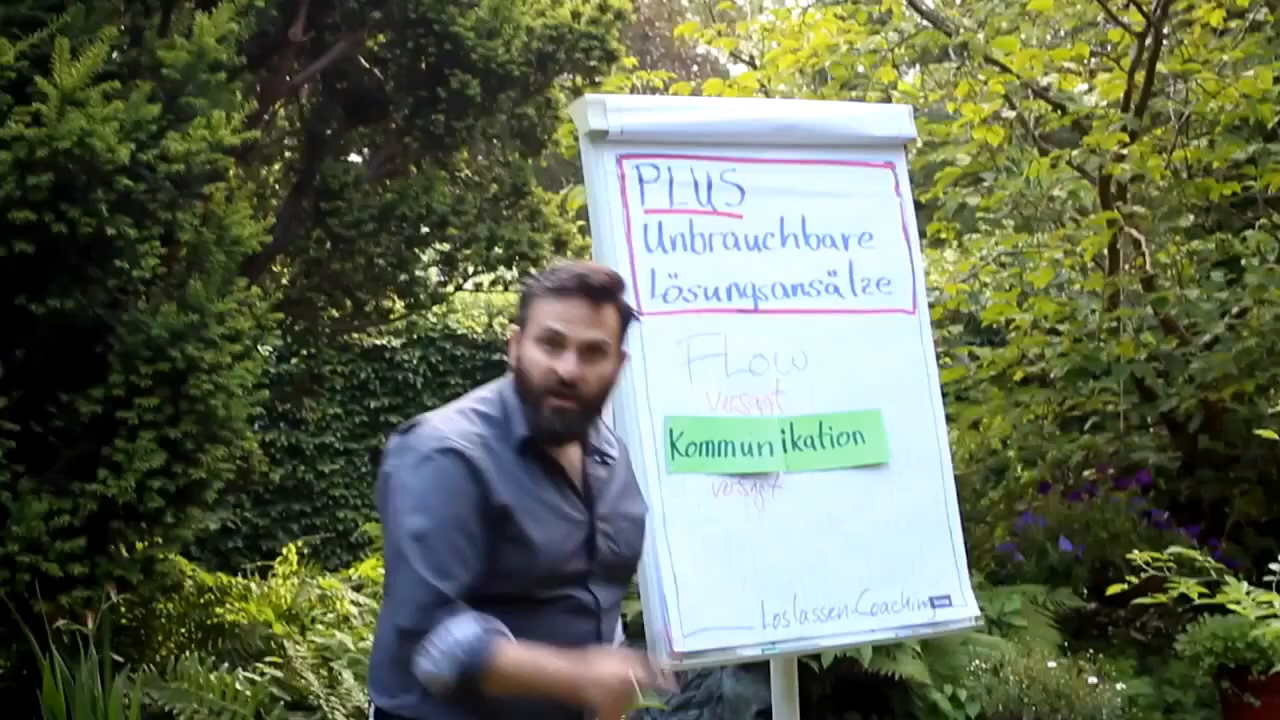 PLUS
Unbrauchbare
Lösungsansätze
FLOW
versagt
Kommunikation
versagt
Loslassen-Coaching